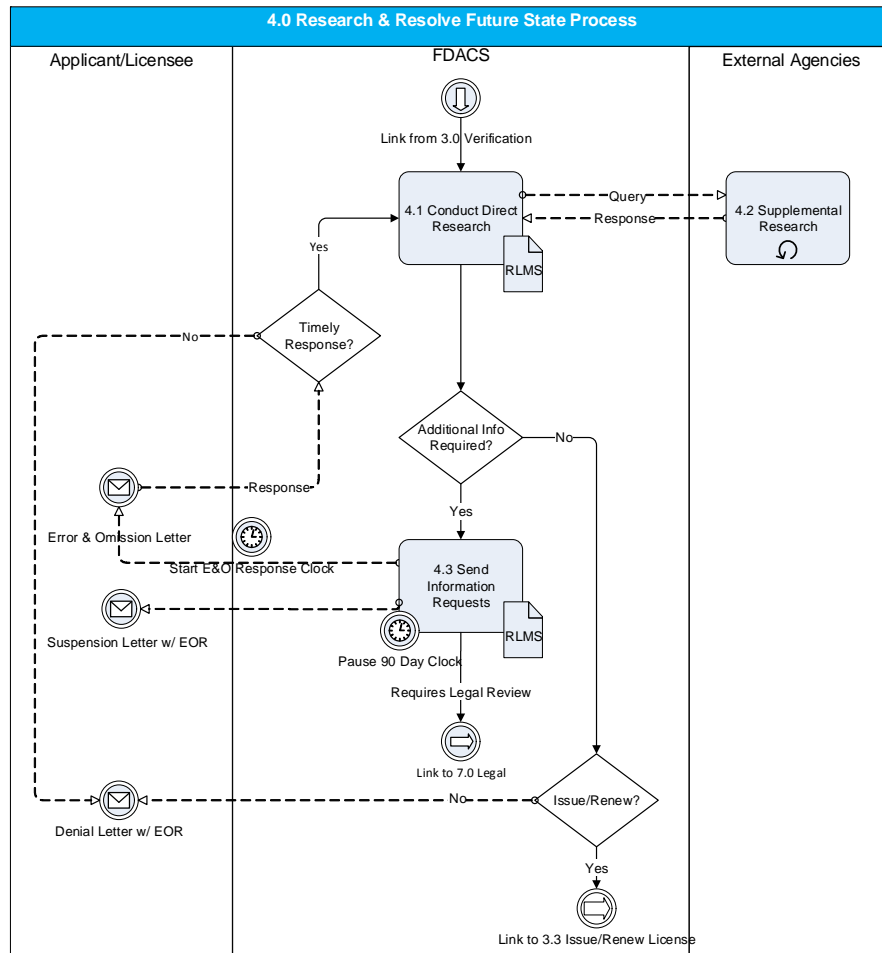 4.0 Research & Resolve Future State Process
Applicant/Licensee
FDACS
External Agencies
Link from 3.0 Verification
4.1 Conduct Direct
Research
RLMS
Query
Response
4.2 Supplemental
Research
Yes
Timely
Response?
No
Additional Info
Required?
No
Yes
Response
Error & Omission Letter
Start E&O Response Clock
4.3 Send
Information
Requests
RLMS
Suspension Letter w/ EOR
Pause 90 Day Clock
Requires Legal Review
Link to 7.0 Legal
Issue/Renew?
No
Denial Letter w/ EOR
Yes
Link to 3.3 Issue/Renew License